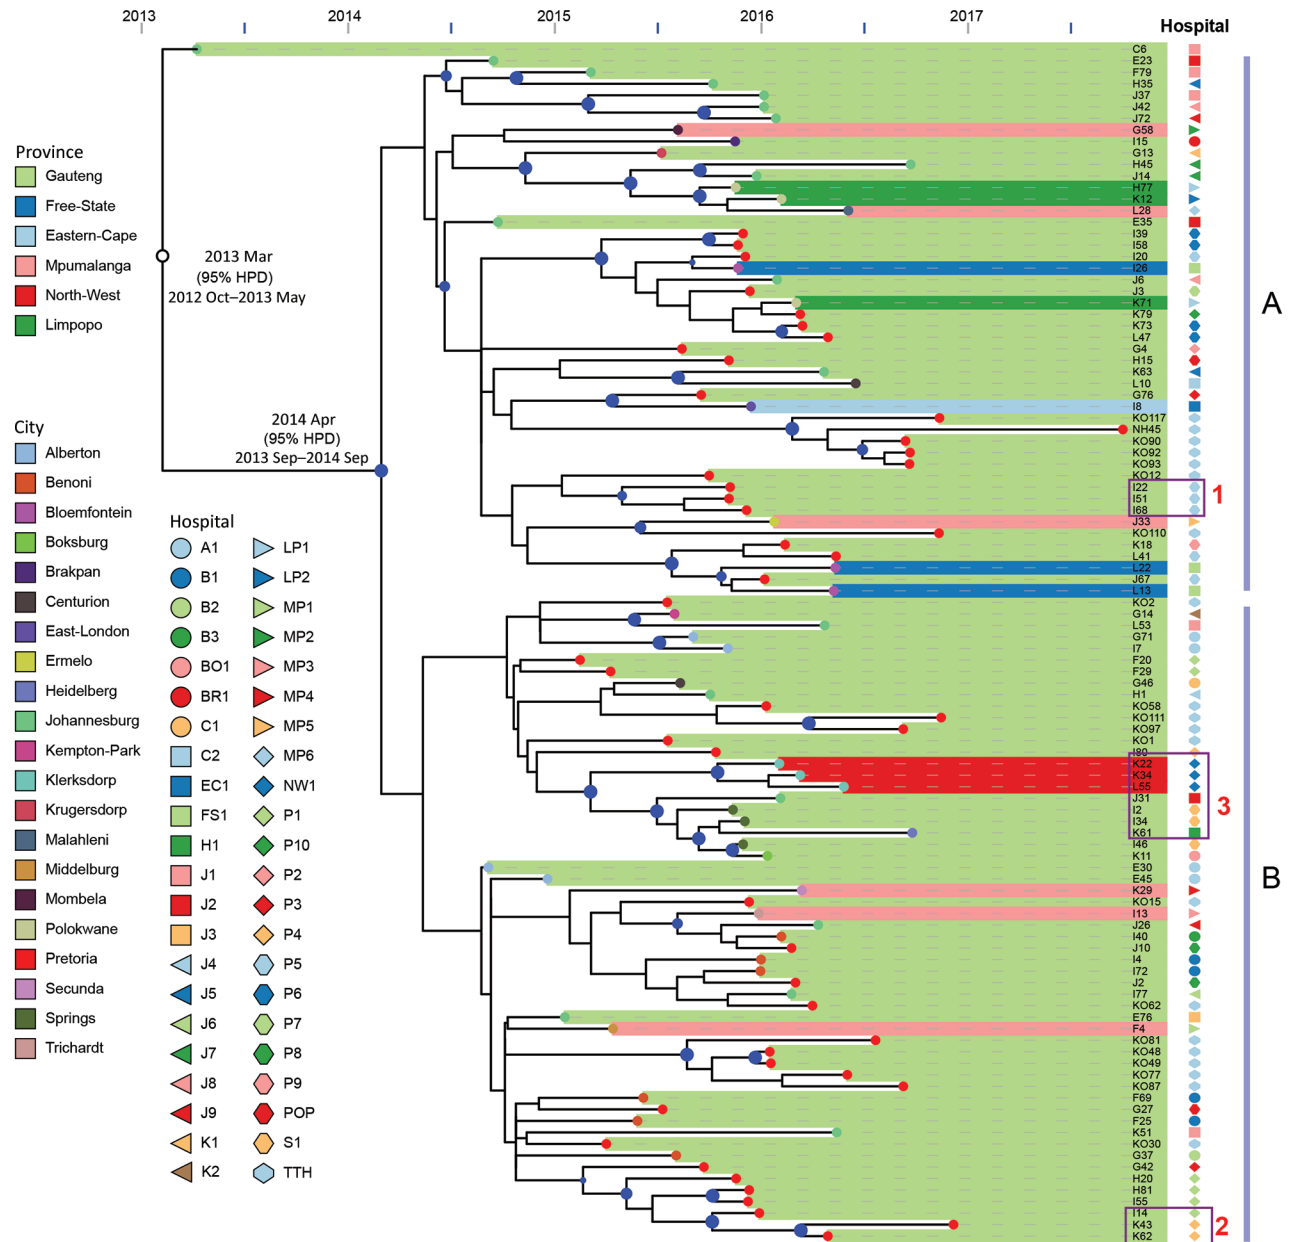 2013 2014 2015 2016 2017
Hospital
Province
Gauteng
Free-State
Eastern-Cape
Mpumalanga
North-West
Limpopo
2013 Mar
(95% HPD)
2012 Oct–2013 May
2014 Apr
(95% HPD)
2013 Sep–2014 Sep
City
Alberton
Benoni
Bloemfontein
Boksburg
Brakpan
Centurion
East-London
Ermelo
Heidelberg
Johannesburg
Kempton-Park
Klerksdorp
Krugersdorp
Malahleni
Middelburg
Mombela
Polokwane
Pretoria
Secunda
Springs
Trichardt
Hospital
A1
B1
B2
B3
BO1
BR1
C1
C2
EC1
FS1
H1
J1
J2
J3
J4
J5
J6
J7
J8
J9
K1
K2
LP1
LP2
MP1
MP2
MP3
MP4
MP5
MP6
NW1
P1
P10
P2
P3
P4
P5
P6
P7
P8
P9
POP
S1
TTH
C6
E23
F79
H35
J37
J42
J72
G58
I15
G13
H45
J14
H77
K12
L28
E35
I39
I58
I20
I26
J6
J3
K71
K79
K73
L47
G4
H15
K63
L10
G76
I8
KO117
NH45
KO90
KO92
KO93
KO12
I22
I51
I68
J33
KO110
K18
L41
L22
J67
L13
KO2
G14
L53
G71
I7
F20
F29
G46
H1
KO58
KO111
KO97
KO1
I80
K22
K34
L55
J31
I2
I34
K61
I46
K11
E30
E45
K29
KO15
I13
J26
I40
J10
I4
I72
J2
I77
KO62
E76
F4
KO81
KO48
KO49
KO77
KO87
F69
G27
F25
K51
KO30
G37
G42
H20
H81
I55
I14
K43
K62
A
1
3
B
2